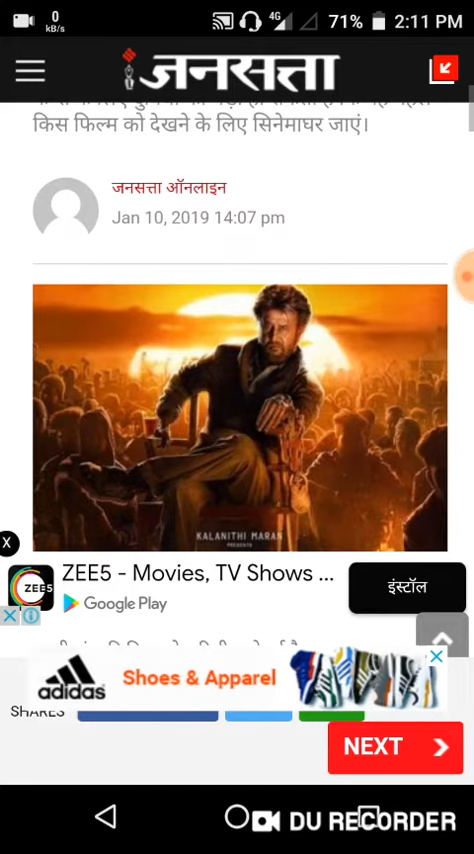 0
kB/s
4G
71%
2:11 PM
जनसत्ता
किस फिल्म को देखने के लिए सिनेमाघर जाएं।
जनसत्ता ऑनलाइन
Jan 10, 2019 14:07 pm
KALANITHI MARAN
PRESENTS
X
ZEE5
ZEE5 - Movies, TV Shows ...
Google Play
इंस्टॉल
adidas
Shoes & Apparel
SHARES
NEXT
DU RECORDER